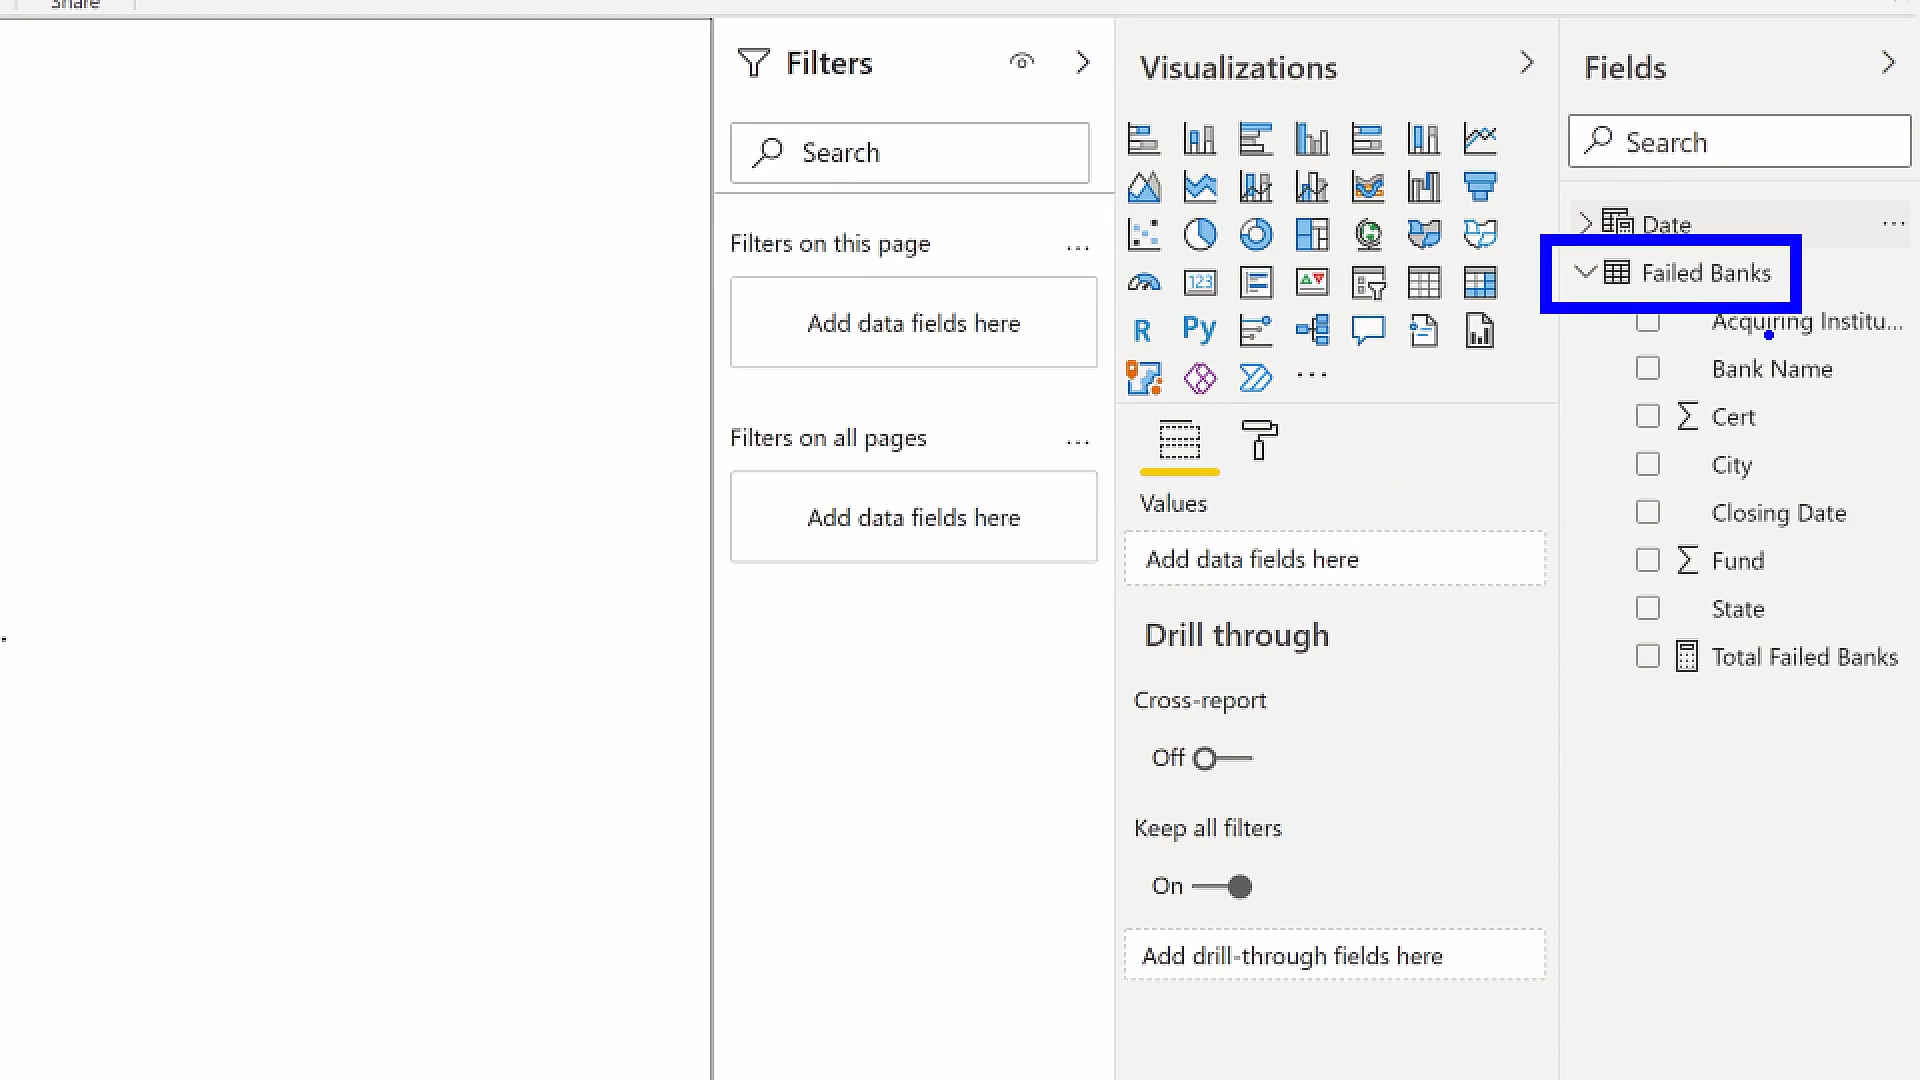 Share
Filters
Search
Filters on this page
...
Add data fields here
Filters on all pages
...
Add data fields here
Visualizations
123
R
Py
...
Values
Add data fields here
Drill through
Cross-report
Off
Keep all filters
On
Add drill-through fields here
Fields
Search
Date
...
Failed Banks
Acquiring Institu...
Bank Name
Σ Cert
City
Closing Date
Σ Fund
State
Total Failed Banks